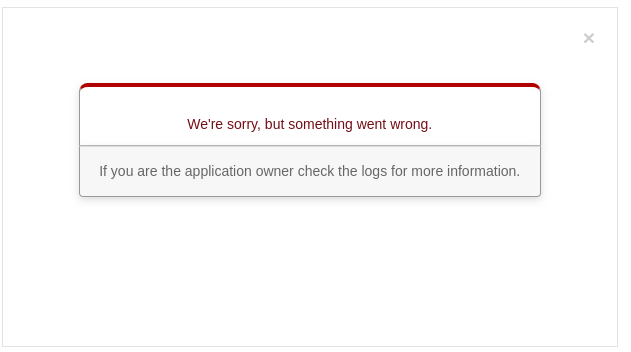 ×
We're sorry, but something went wrong.
If you are the application owner check the logs for more information.